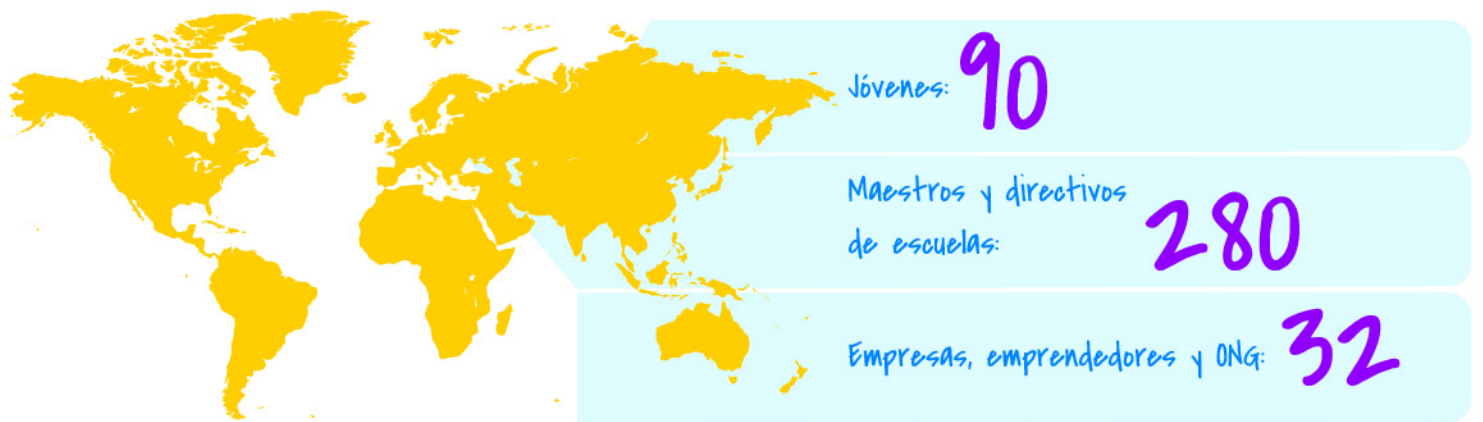 Jóvenes: 90
Maestros y directivos
de escuelas: 280
Empresas, emprendedores y ONG: 32